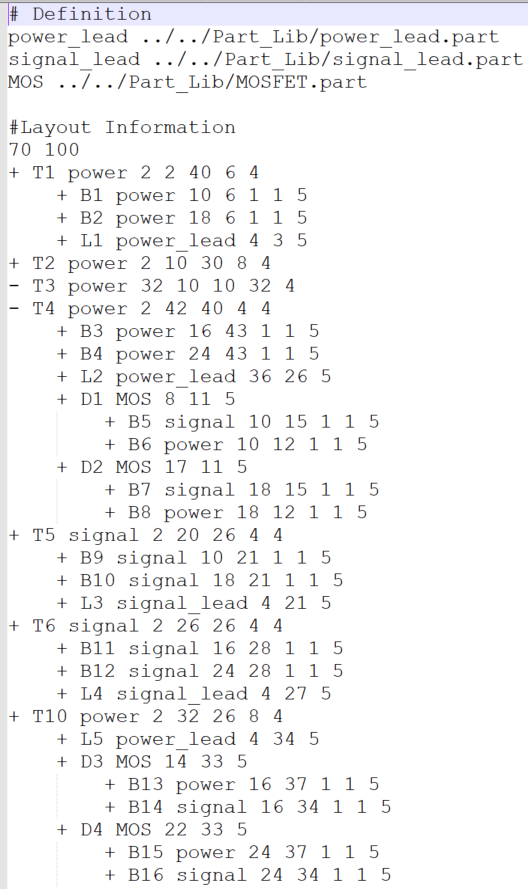 # Definition
power_lead ../../Part_Lib/power_lead.part
signal_lead ../../Part_Lib/signal_lead.part
MOS ../../Part_Lib/MOSFET.part

#Layout Information
70 100
+ T1 power 2 2 40 6 4
    + B1 power 10 6 1 1 5
    + B2 power 18 6 1 1 5
    + L1 power_lead 4 3 5
+ T2 power 2 10 30 8 4
- T3 power 32 10 10 32 4
- T4 power 2 42 40 4 4
    + B3 power 16 43 1 1 5
    + B4 power 24 43 1 1 5
    + L2 power_lead 36 26 5
    + D1 MOS 8 11 5
        + B5 signal 10 15 1 1 5
        + B6 power 10 12 1 1 5
    + D2 MOS 17 11 5
        + B7 signal 18 15 1 1 5
        + B8 power 18 12 1 1 5
+ T5 signal 2 20 26 4 4
    + B9 signal 10 21 1 1 5
    + B10 signal 18 21 1 1 5
    + L3 signal_lead 4 21 5
+ T6 signal 2 26 26 4 4
    + B11 signal 16 28 1 1 5
    + B12 signal 24 28 1 1 5
    + L4 signal_lead 4 27 5
+ T10 power 2 32 26 8 4
    + L5 power_lead 4 34 5
    + D3 MOS 14 33 5
        + B13 power 16 37 1 1 5
        + B14 signal 16 34 1 1 5
    + D4 MOS 22 33 5
        + B15 power 24 37 1 1 5
        + B16 signal 24 34 1 1 5